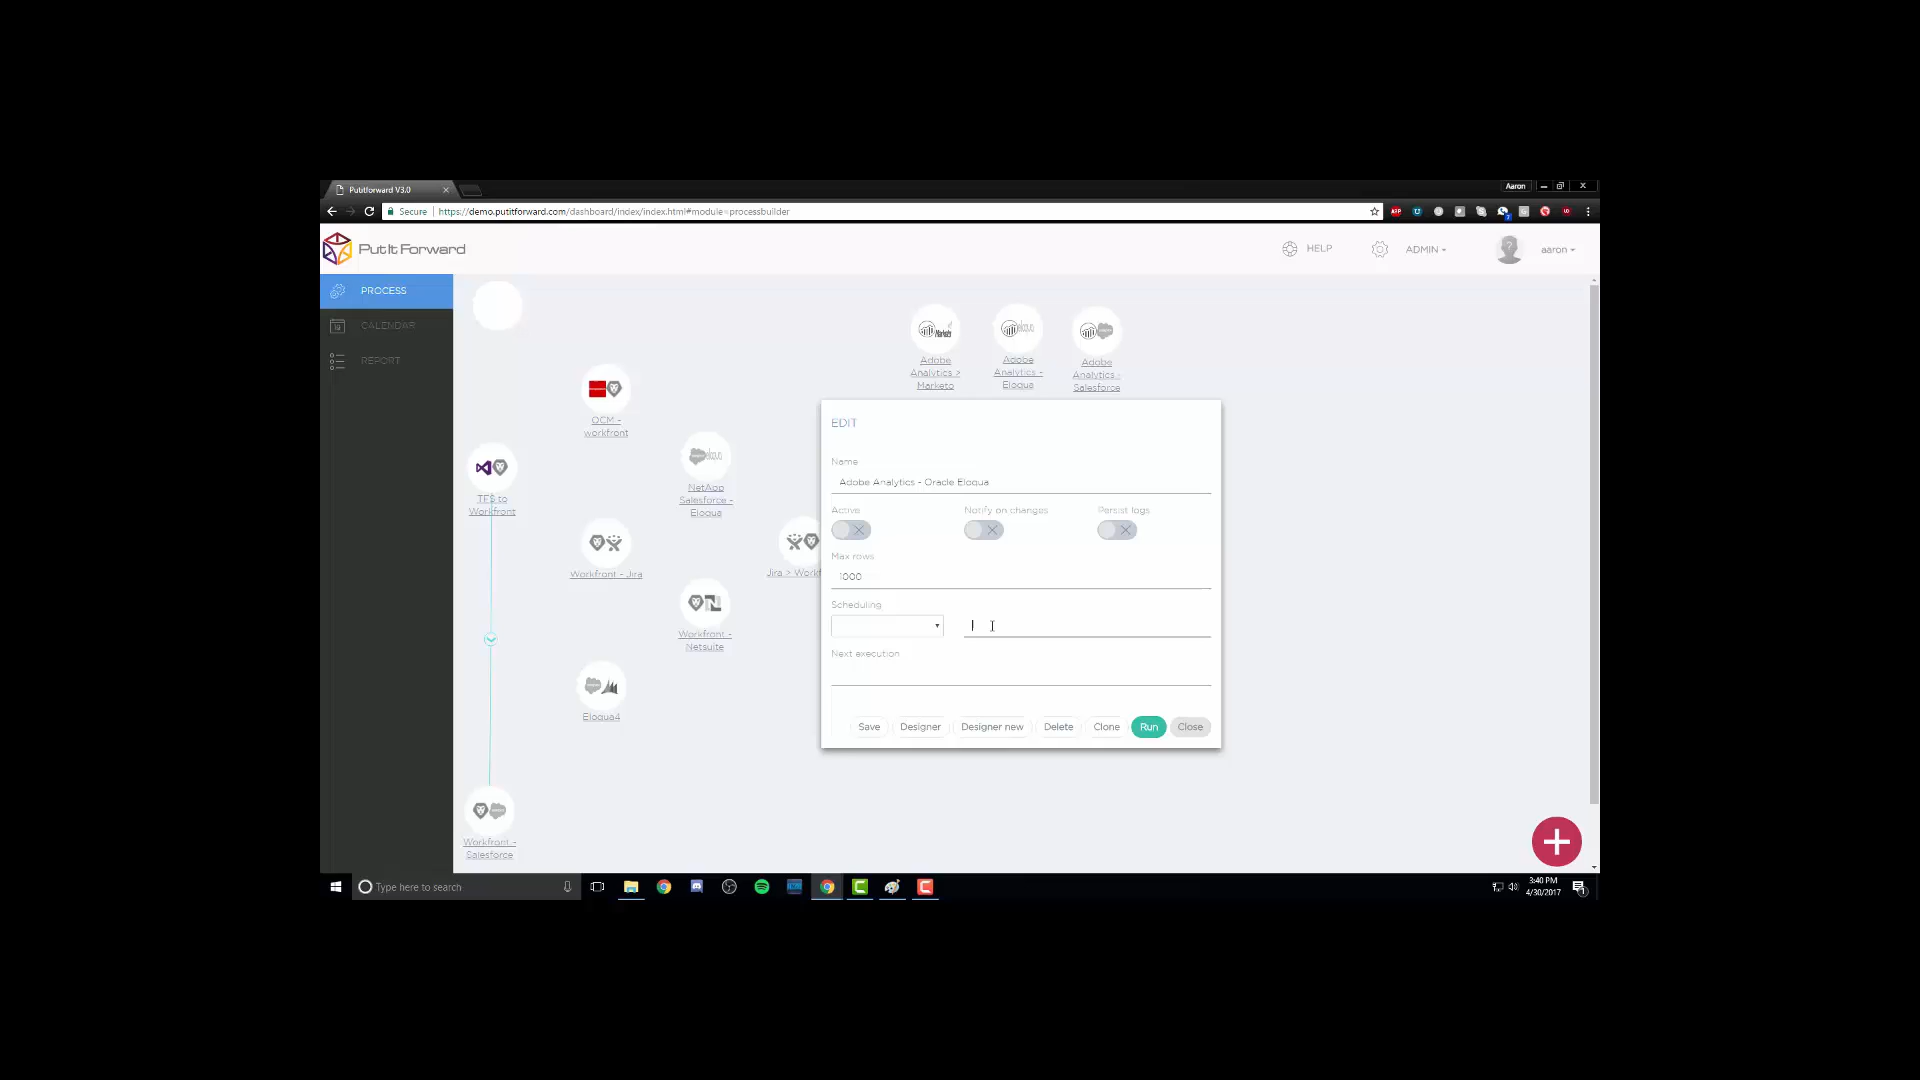 Putitforward V3.0
Aaron
Secure
https://demo.putitforward.com/dashboard/index/index.html#module=processbuilder
PutIt Forward
HELP
ADMIN
aaron
PROCESS
CALENDAR
REPORT
Adobe
Analytics >
Marketo
Adobe
Analytics -
Eloqua
Adobe
Analytics -
Salesforce
OCM -
workfront
TFS to
Workfront
NetApp
Salesforce -
Eloqua
Workfront - Jira
Jira > Workf
Workfront -
Netsuite
Eloqua4
Workfront -
Salesforce
EDIT
Name
Adobe Analytics - Oracle Eloqua
Active
Notify on changes
Persist logs
Max rows
1000
Scheduling
Next execution
Save
Designer
Designer new
Delete
Clone
Run
Close
Type here to search
3:40 PM
4/30/2017